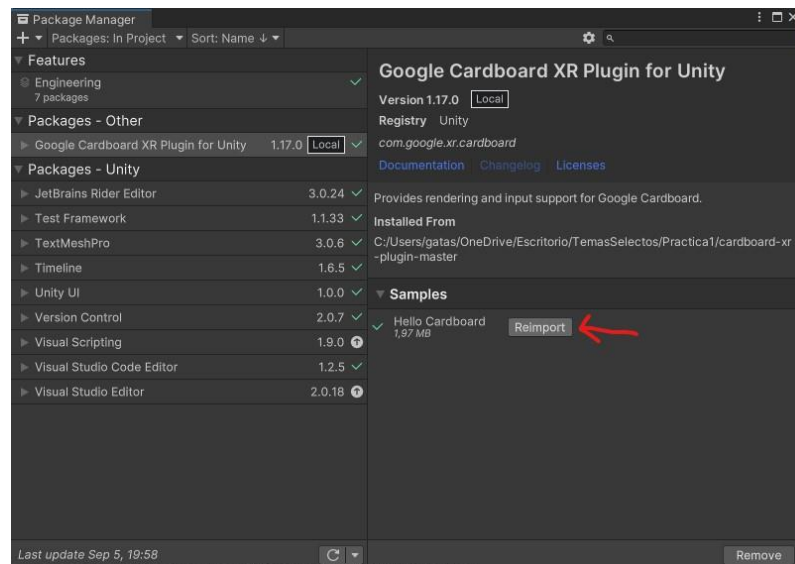 Package Manager
Packages: In Project Sort: Name ↓
Features
Engineering
7 packages
Packages - Other
Google Cardboard XR Plugin for Unity 1.17.0 Local
Packages - Unity
JetBrains Rider Editor 3.0.24
Test Framework 1.1.33
TextMeshPro 3.0.6
Timeline 1.6.5
Unity UI 1.0.0
Version Control 2.0.7
Visual Scripting 1.9.0
Visual Studio Code Editor 1.2.5
Visual Studio Editor 2.0.18
Last update Sep 5, 19:58
Google Cardboard XR Plugin for Unity
Version 1.17.0 Local
Registry Unity
com.google.xr.cardboard
Documentation Changelog Licenses
Provides rendering and input support for Google Cardboard.
Installed From
C:/Users/gatas/OneDrive/Escritorio/TemasSelectos/Practica1/cardboard-xr
-plugin-master
Samples
Hello Cardboard Reimport
1,97 MB
Remove